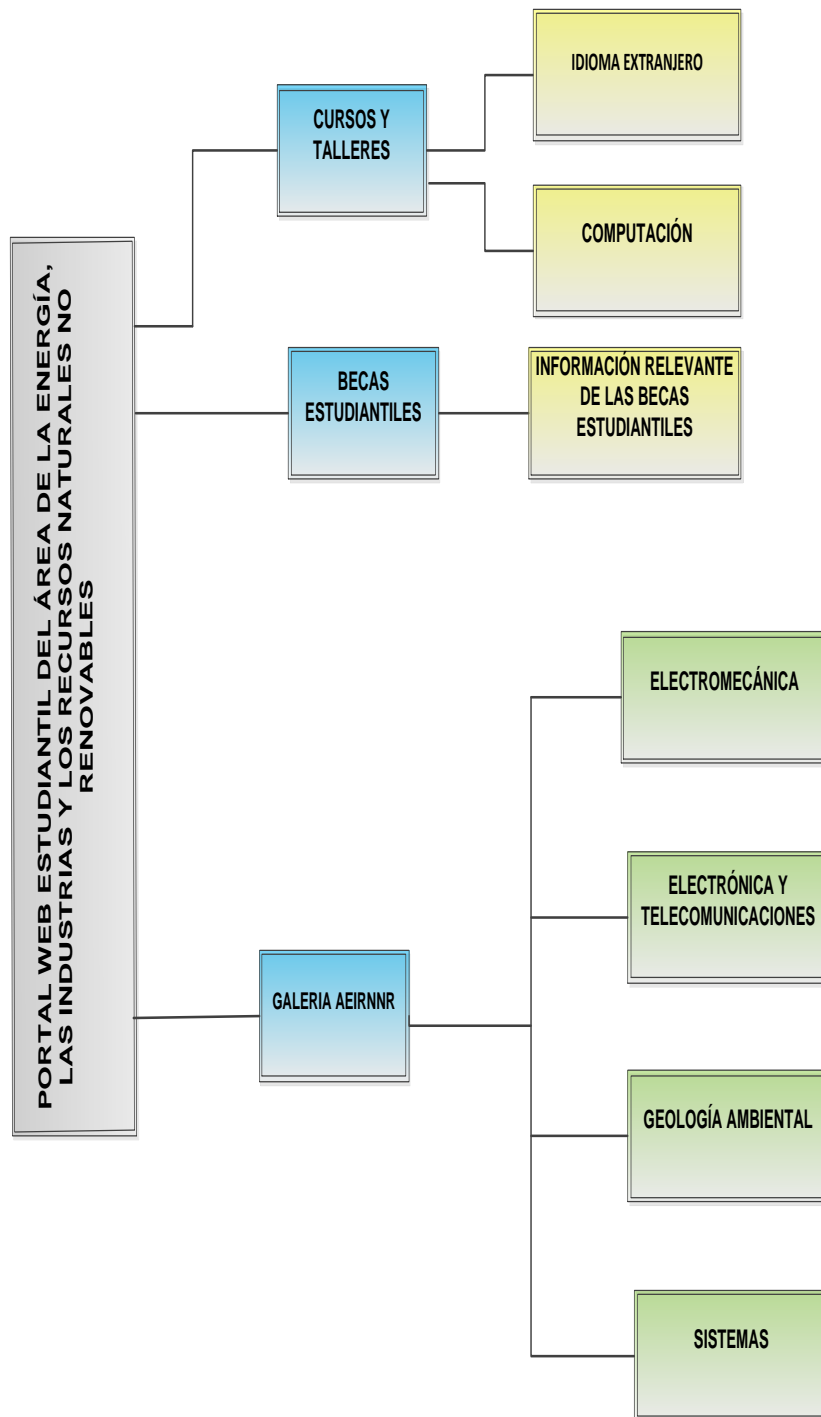 PORTAL WEB ESTUDIANTIL DEL ÁREA DE LA ENERGÍA,
LAS INDUSTRIAS Y LOS RECURSOS NATURALES NO
RENOVABLES
CURSOS Y
TALLERES
IDIOMA EXTRANJERO
COMPUTACIÓN
BECAS
ESTUDIANTILES
INFORMACIÓN RELEVANTE
DE LAS BECAS
ESTUDIANTILES
GALERIA AEIRNNR
ELECTROMECÁNICA
ELECTRÓNICA Y
TELECOMUNICACIONES
GEOLOGÍA AMBIENTAL
SISTEMAS